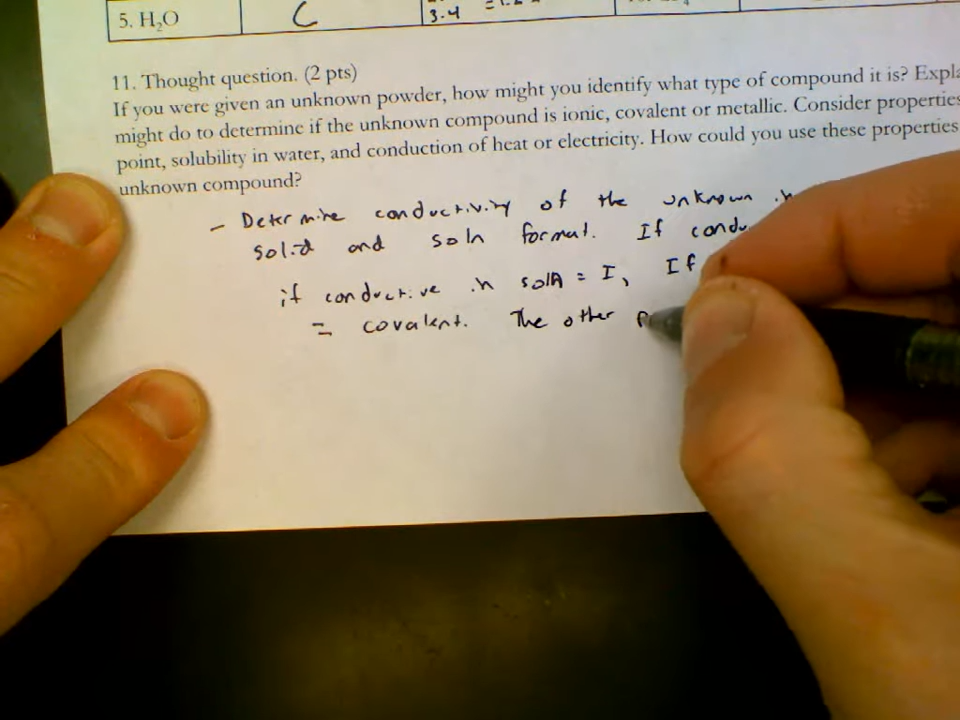 5. H₂O C 3.4
11. Thought question. (2 pts)
If you were given an unknown powder, how might you identify what type of compound it is?
might do to determine if the unknown compound is ionic, covalent or metallic. Consider
point, solubility in water, and conduction of heat or electricity. How could you use these properties
unknown compound?
- Determine conductivity of the unknown in
solid and soln format. If
if conductive in soln = I, If
= covalent. The other